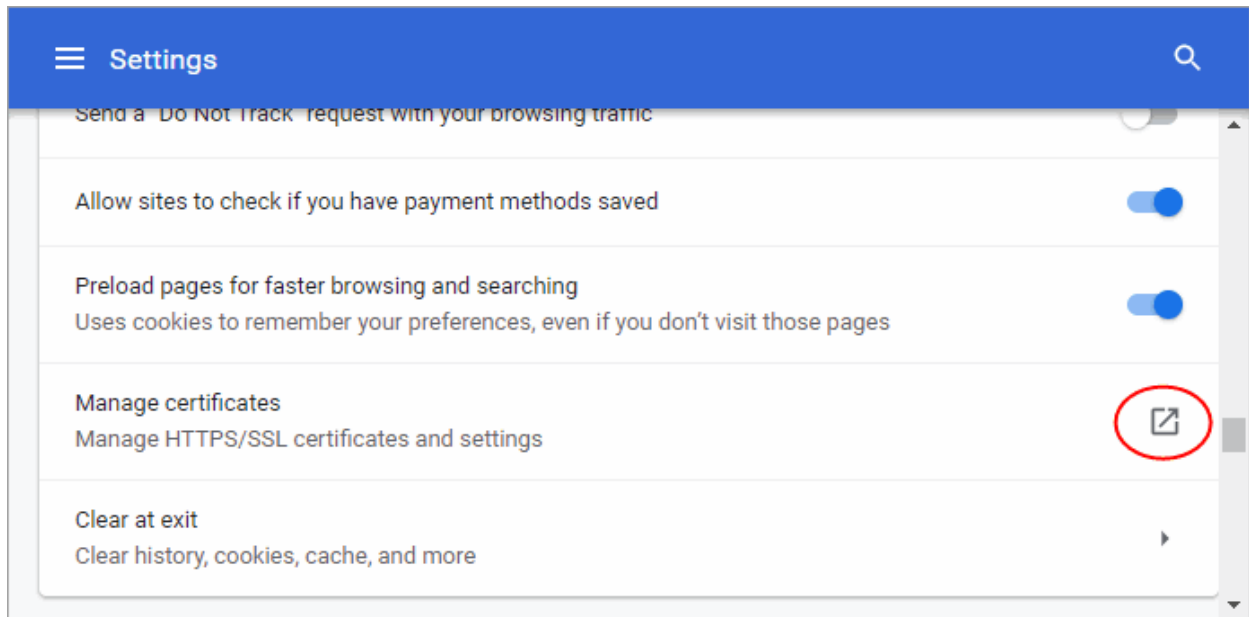 Settings
Send a "Do Not Track" request with your browsing traffic
Allow sites to check if you have payment methods saved
Preload pages for faster browsing and searching
Uses cookies to remember your preferences, even if you don't visit those pages
Manage certificates
Manage HTTPS/SSL certificates and settings
Clear at exit
Clear history, cookies, cache, and more